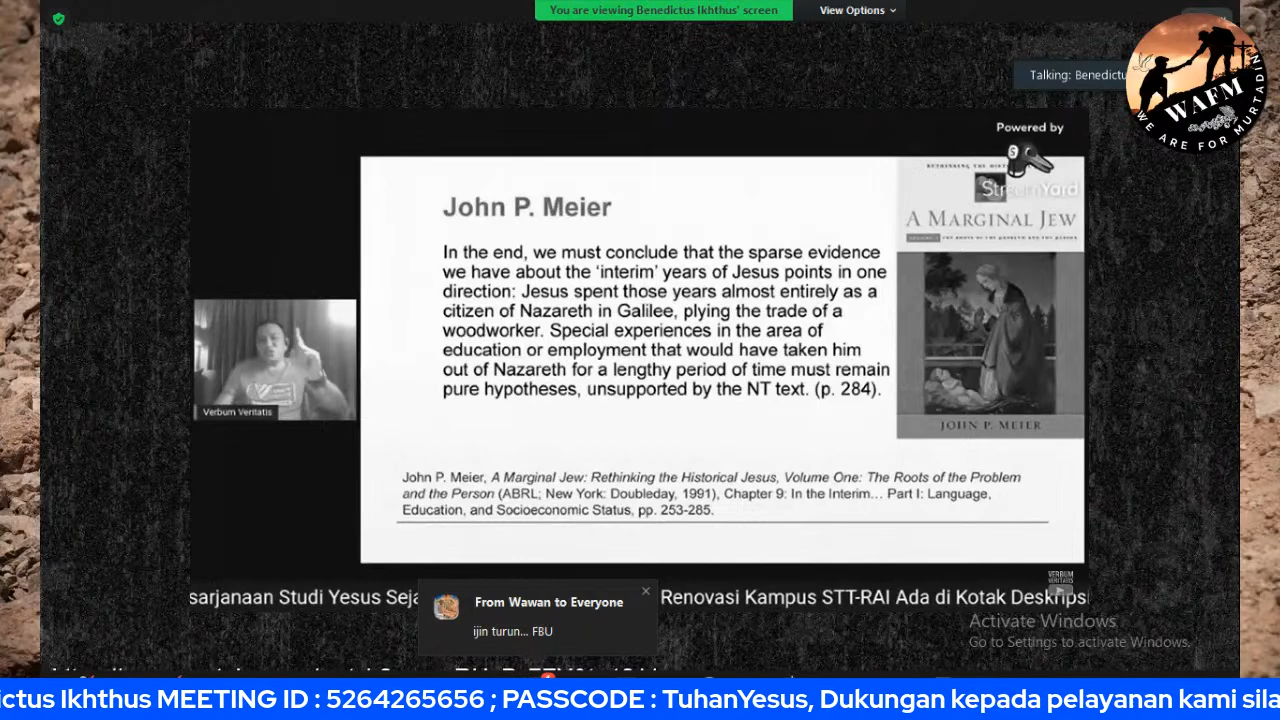 You are viewing Benedictus Ikhthus' screen
View Options
Talking: Benedictu
WAFM
WE ARE FOR MURTADIN
Powered by
StreamYard
John P. Meier
In the end, we must conclude that the sparse evidence
we have about the 'interim' years of Jesus points in one
direction: Jesus spent those years almost entirely as a
citizen of Nazareth in Galilee, plying the trade of a
woodworker. Special experiences in the area of
education or employment that would have taken him
out of Nazareth for a lengthy period of time must remain
pure hypotheses, unsupported by the NT text. (p. 284).
A MARGINAL JEW
JOHN P. MEIER
Verbum Veritatis
John P. Meier, A Marginal Jew: Rethinking the Historical Jesus, Volume One: The Roots of the Problem
and the Person (ABRL; New York: Doubleday, 1991), Chapter 9: In the Interim... Part I: Language,
Education, and Socioeconomic Status, pp. 253-285.
VERBUM
VERITATIS
sarjanaan Studi Yesus Seja
Renovasi Kampus STT-RAI Ada di Kotak Deskripsi
From Wawan to Everyone
ijin turun... FBU
Activate Windows
Go to Settings to activate Windows.
ictus Ikhthus MEETING ID : 5264265656 ; PASSCODE : TuhanYesus, Dukungan kepada pelayanan kami sila